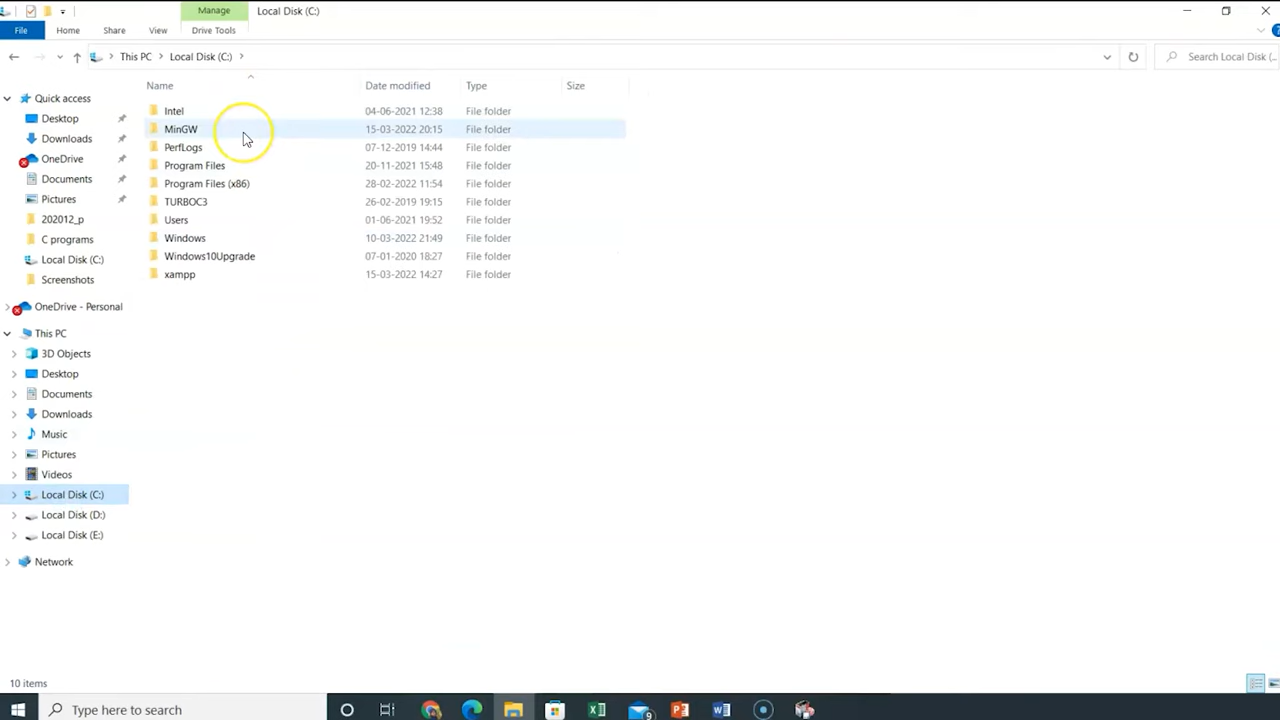 Manage
Local Disk (C:)
File
Home
Share
View
Drive Tools
?
This PC
Local Disk (C:)
Search Local Disk (...
Name
Date modified
Type
Size
Quick access
Desktop
Downloads
OneDrive
Documents
Pictures
202012_p
C programs
Local Disk (C:)
Screenshots
OneDrive - Personal
This PC
3D Objects
Desktop
Documents
Downloads
Music
Pictures
Videos
Local Disk (C:)
Local Disk (D:)
Local Disk (E:)
Network
Intel 04-06-2021 12:38 File folder
MinGW 15-03-2022 20:15 File folder
PerfLogs 07-12-2019 14:44 File folder
Program Files 20-11-2021 15:48 File folder
Program Files (x86) 28-02-2022 11:54 File folder
TURBOC3 26-02-2019 19:15 File folder
Users 01-06-2021 19:52 File folder
Windows 10-03-2022 21:49 File folder
Windows10Upgrade 07-01-2020 18:27 File folder
xampp 15-03-2022 14:27 File folder
10 items
Type here to search
9